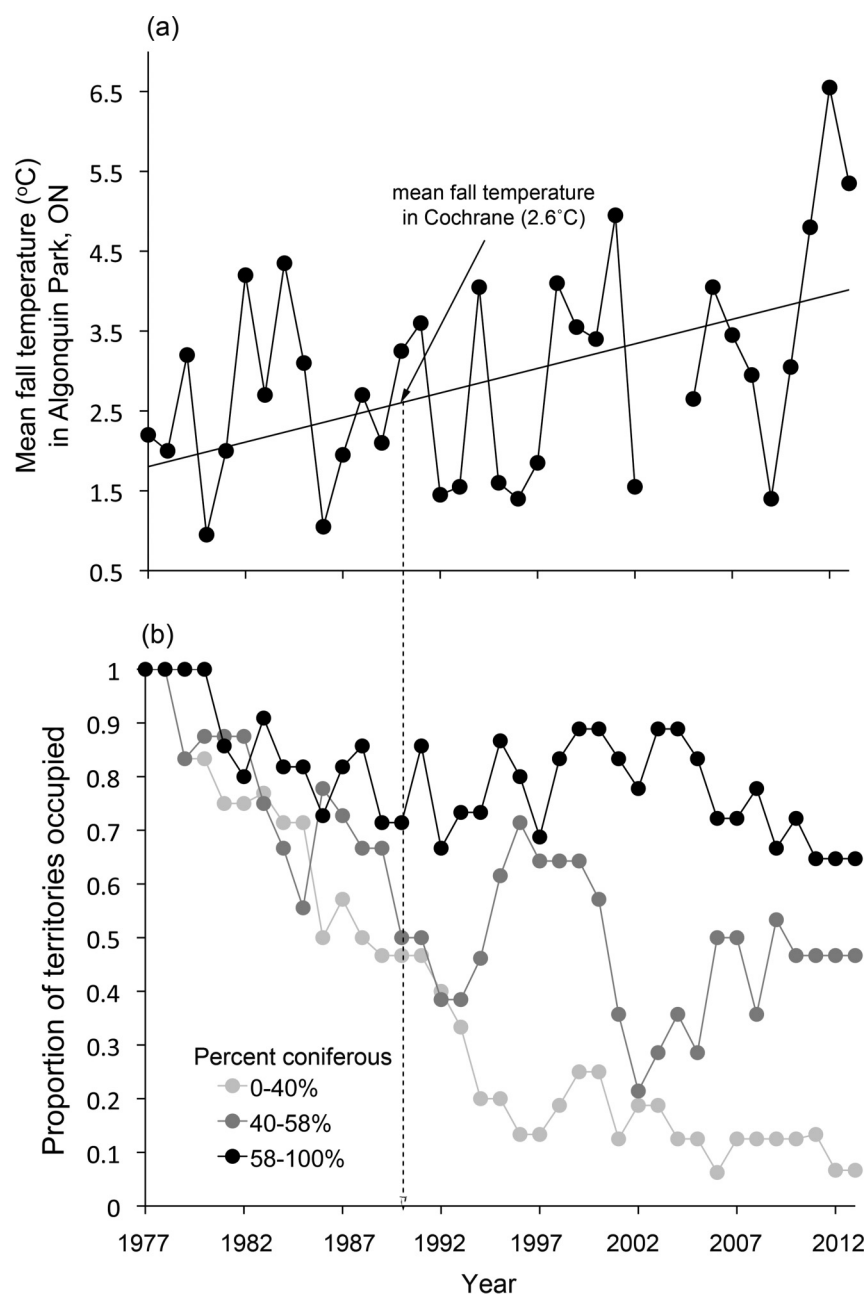 (a)
Mean fall temperature (°C)
in Algonquin Park, ON
6.5
5.5
4.5
3.5
2.5
1.5
0.5
mean fall temperature
in Cochrane (2.6˚C)
(b)
Proportion of territories occupied
1
0.9
0.8
0.7
0.6
0.5
0.4
0.3
0.2
0.1
0
Percent coniferous
0-40%
40-58%
58-100%
1977 1982 1987 1992 1997 2002 2007 2012
Year